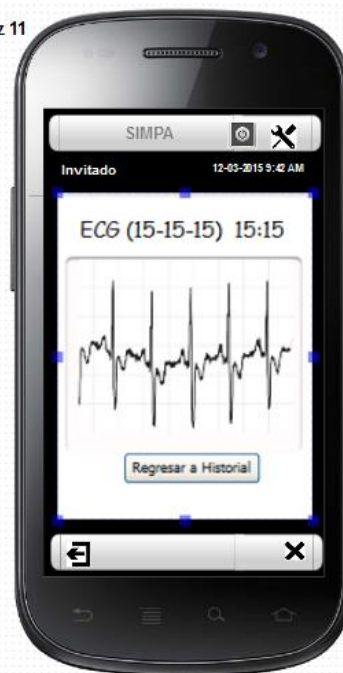 z 11
SIMPA
Invitado 12-03-2015 9:42 AM
ECG (15-15-15) 15:15
Regresar a Historial